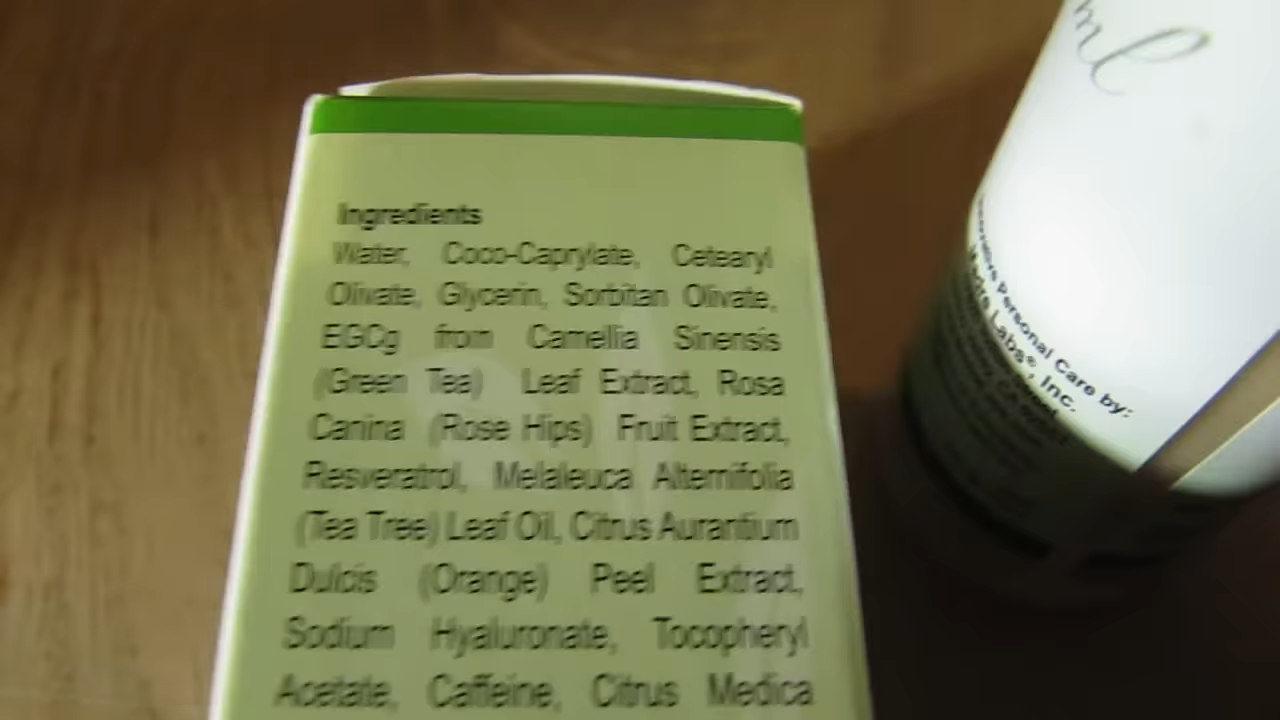 Ingredients
Water, Coco-Caprylate, Cetearyl
Olivate, Glycerin, Sorbitan Olivate,
EGCg from Camellia Sinensis
(Green Tea) Leaf Extract, Rosa
Canina (Rose Hips) Fruit Extract,
Resveratrol, Melaleuca Alternifolia
(Tea Tree) Leaf Oil, Citrus Aurantium
Dulcis (Orange) Peel Extract,
Sodium Hyaluronate, Tocopheryl
Acetate, Caffeine, Citrus Medica
Personal Care by:
Labs®, Inc.